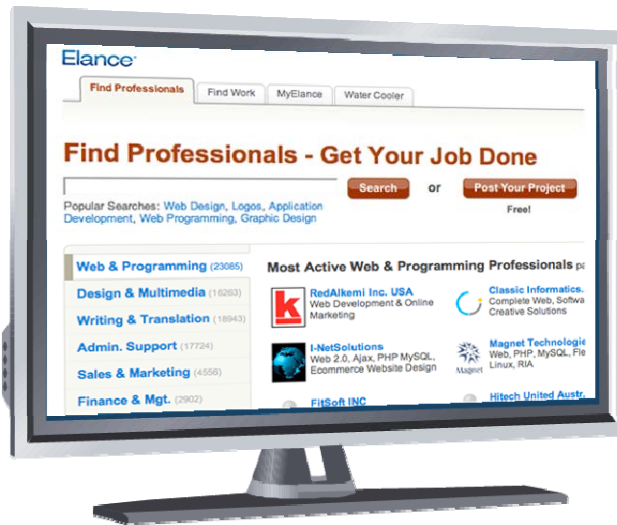 Elance
Find Professionals
Find Work
MyElance
Water Cooler
Find Professionals - Get Your Job Done
Search
or
Post Your Project
Popular Searches: Web Design, Logos, Application
Development, Web Programming, Graphic Design
Free!
Web & Programming (23085)
Design & Multimedia (16263)
Writing & Translation (18943)
Admin. Support (17724)
Sales & Marketing (4556)
Finance & Mgt. (2902)
Most Active Web & Programming Professionals
k
RedAlkemi Inc. USA
Web Development & Online
Marketing
Classic Informatics.
Complete Web, Softwa
Creative Solutions
I-NetSolutions
Web 2.0, Ajax, PHP MySQL,
Ecommerce Website Design
Magnet
Magnet Technologie
Web, PHP, MySQL, Fle
Linux, RIA.
FitSoft INC
Hitech United Austr